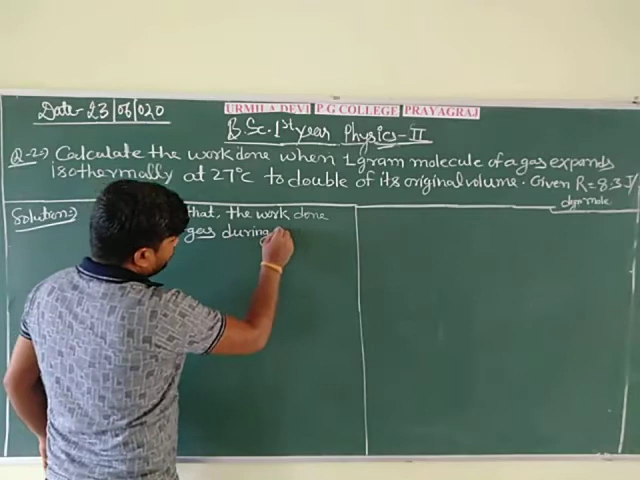 Date- 23/06/020
URMILA DEVI P.G COLLEGE PRAYAGRAJ
B.Sc. 1st year Physics-II
Q-2⇒ Calculate the work done when 1 gram molecule of a gas expands
isothermally at 27°C to double of its original volume. Given R=8.3 J/
deg mole.
Solution⇒ that, the work done
gas during